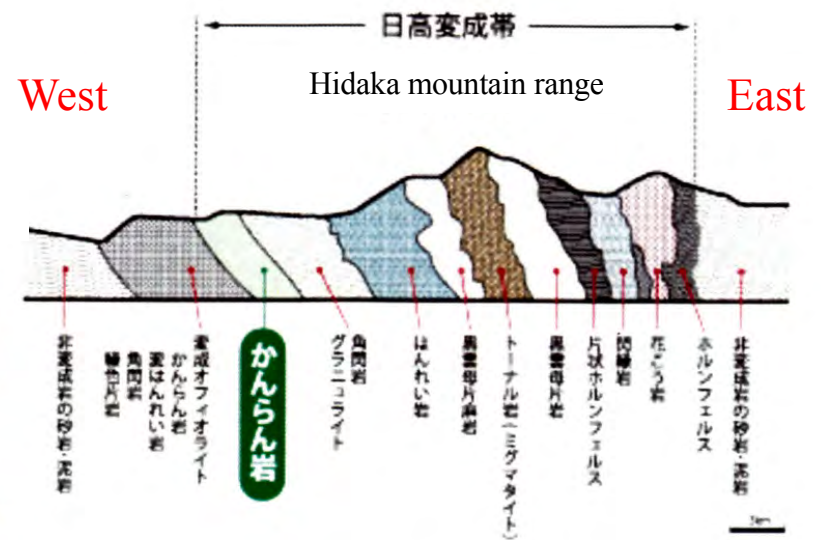 日高変成帯
Hidaka mountain range
West
East
非変成岩の砂岩・泥岩
変成オフィオライト
かんらん岩
変はんれい岩
角閃岩
緑色片岩
かんらん岩
角閃岩
グラニュライト
はんれい岩
黒雲母片麻岩
トーナル岩(ミグマタイト)
黒雲母片岩
片状ホルンフェルス
閃緑岩
花こう岩
ホルンフェルス
非変成岩の砂岩・泥岩